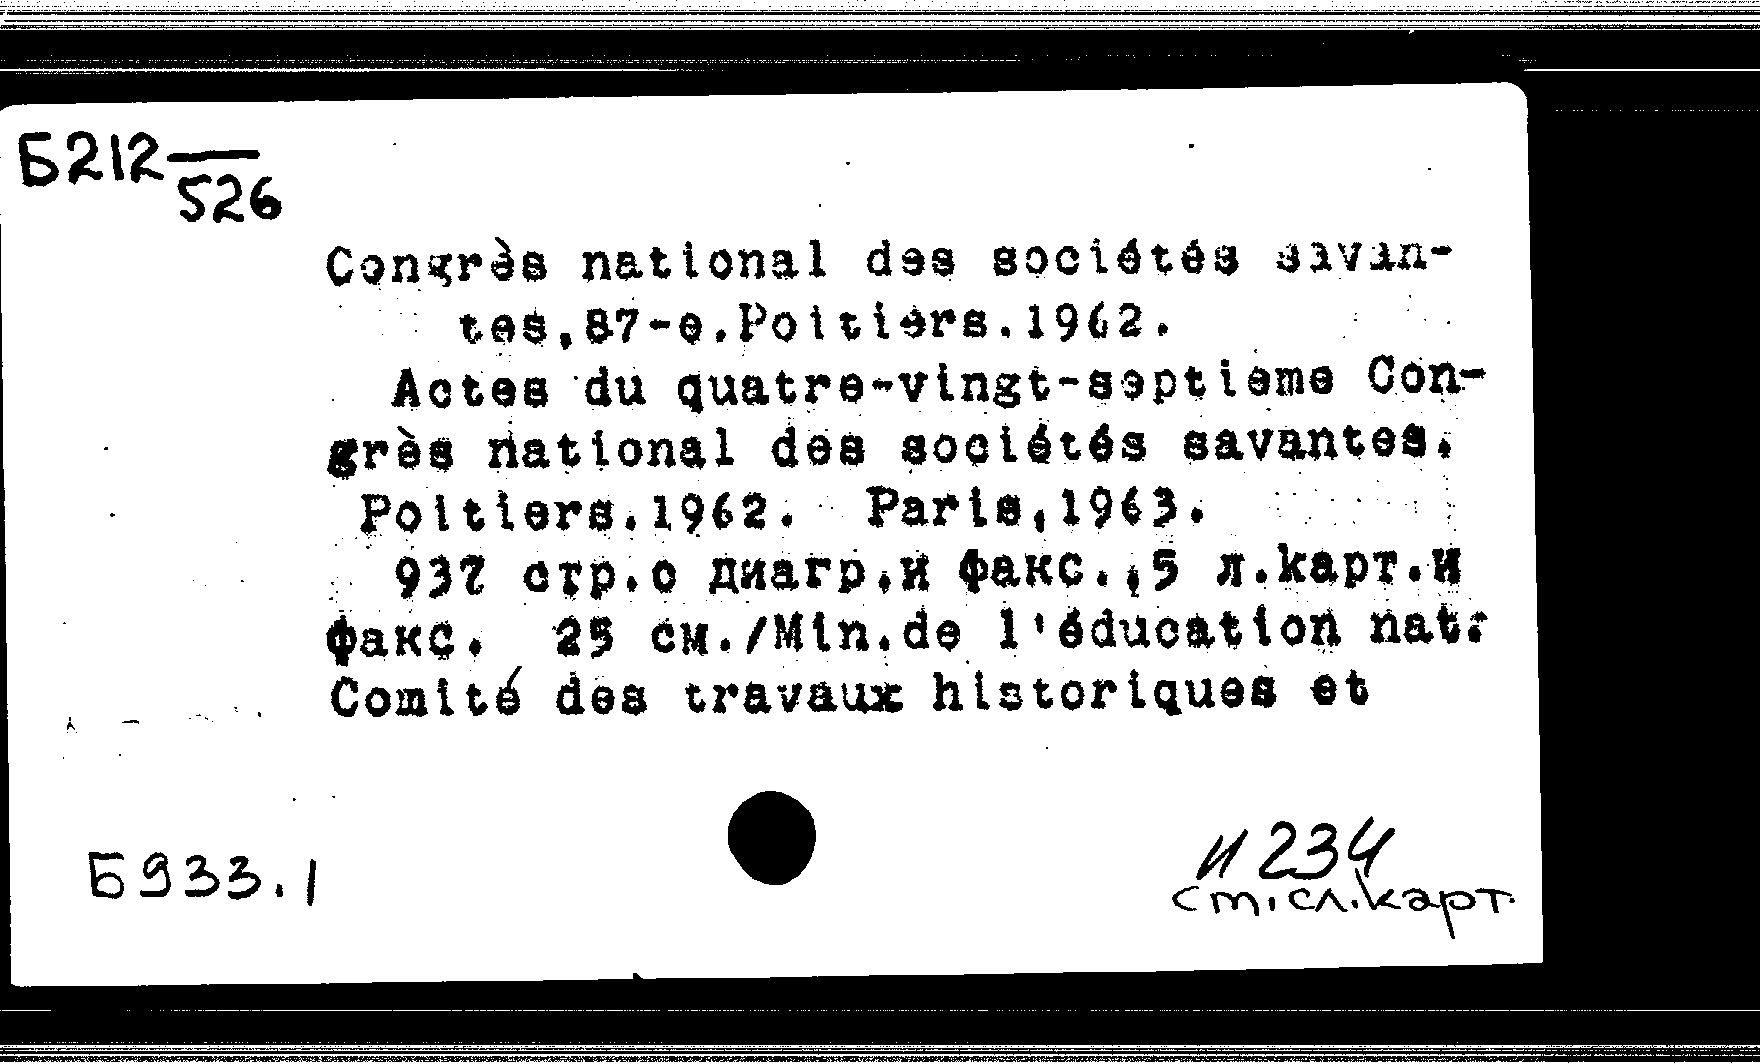 Б212—
526
Congrès national des sociétés savan-
tes,87-e.Poitiers.1962.
Actes du quatre-vingt-septieme Con-
grès national des sociétés savantes.
Poitiers.1962. Paris,1963.
937 стр.с диагр.и факс.,5 л.карт.и
факс. 25 см./Min.de l'éducation nat.
Comité des travaux historiques et
Б933.1
И234
см.сл.карт.